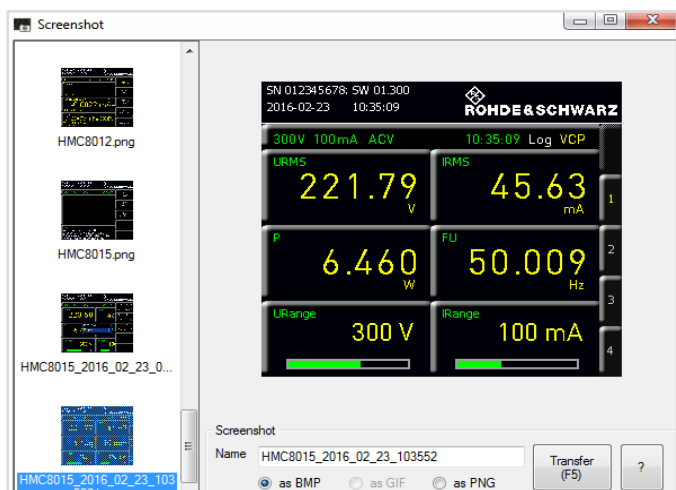 Screenshot
HMC8012.png
HMC8015.png
HMC8015_2016_02_23_0...
HMC8015_2016_02_23_103
SN 012345678: SW 01.300
2016-02-23 10:35:09
ROHDE&SCHWARZ
300V 100mA ACV 10:35:09 Log VCP
URMS
221.79
V
IRMS
45.63
mA
1
P
6.460
W
FU
50.009
Hz
2
3
URange
300 V
IRange
100 mA
4
Screenshot
Name HMC8015_2016_02_23_103552
as BMP as GIF as PNG
Transfer
(F5)
?